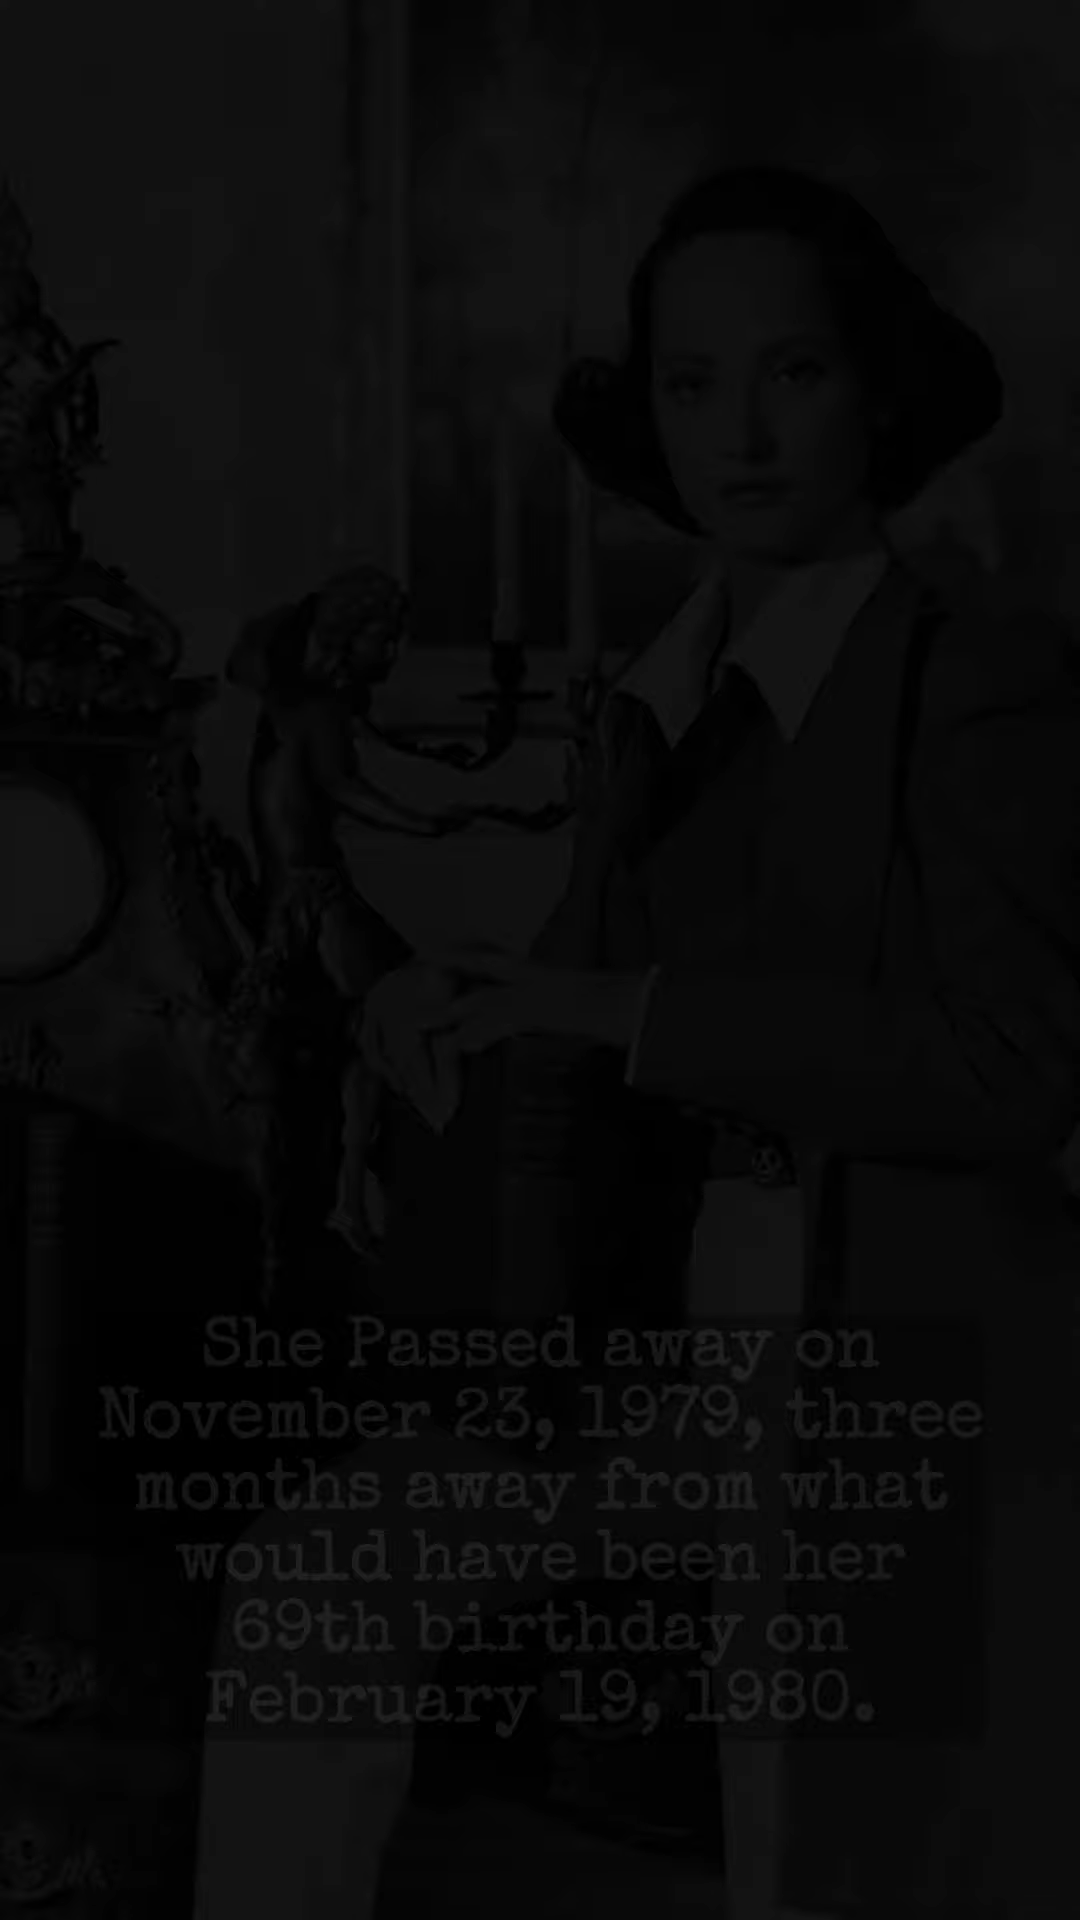 She Passed away on
November 23, 1979, three
months away from what
would have been her
69th birthday on
February 19, 1980.